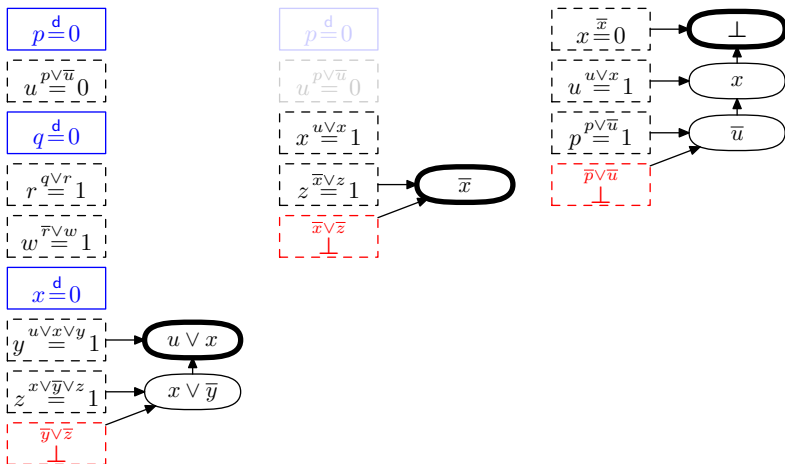 p d= 0
u p∨u̅= 0
q d= 0
r q∨r= 1
w r̅∨w= 1
x d= 0
y u∨x∨y= 1
u ∨ x
z x∨y̅∨z= 1
x ∨ y̅
y̅∨z̅
⊥
p d= 0
u p∨u̅= 0
x u∨x= 1
z x̅∨z= 1
x̅
x̅∨z̅
⊥
x x̅= 0
⊥
u u∨x= 1
x
p p∨u̅= 1
u̅
p̅∨u̅
⊥